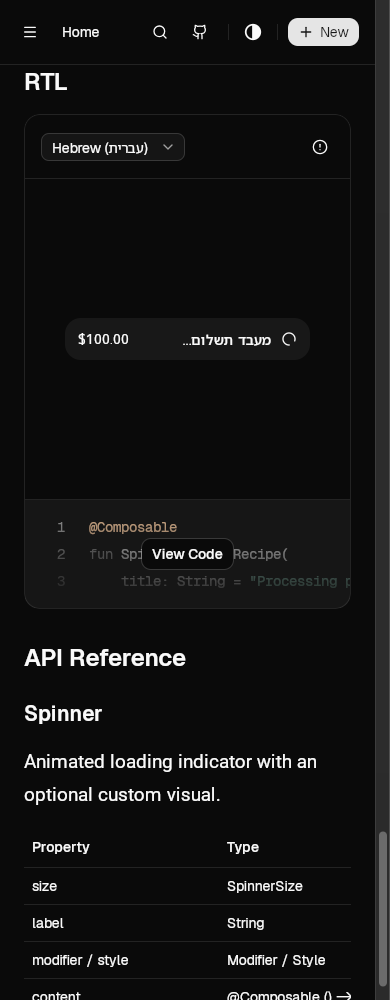 Home
New
RTL
Hebrew (עברית)
מעבד תשלום...
$100.00
1 @Composable
2 fun Spi Recipe(
View Code
3 title: String = "Processing p
API Reference
Spinner
Animated loading indicator with an
optional custom visual.
Property Type
size SpinnerSize
label String
modifier / style Modifier / Style
content @Composable () ->